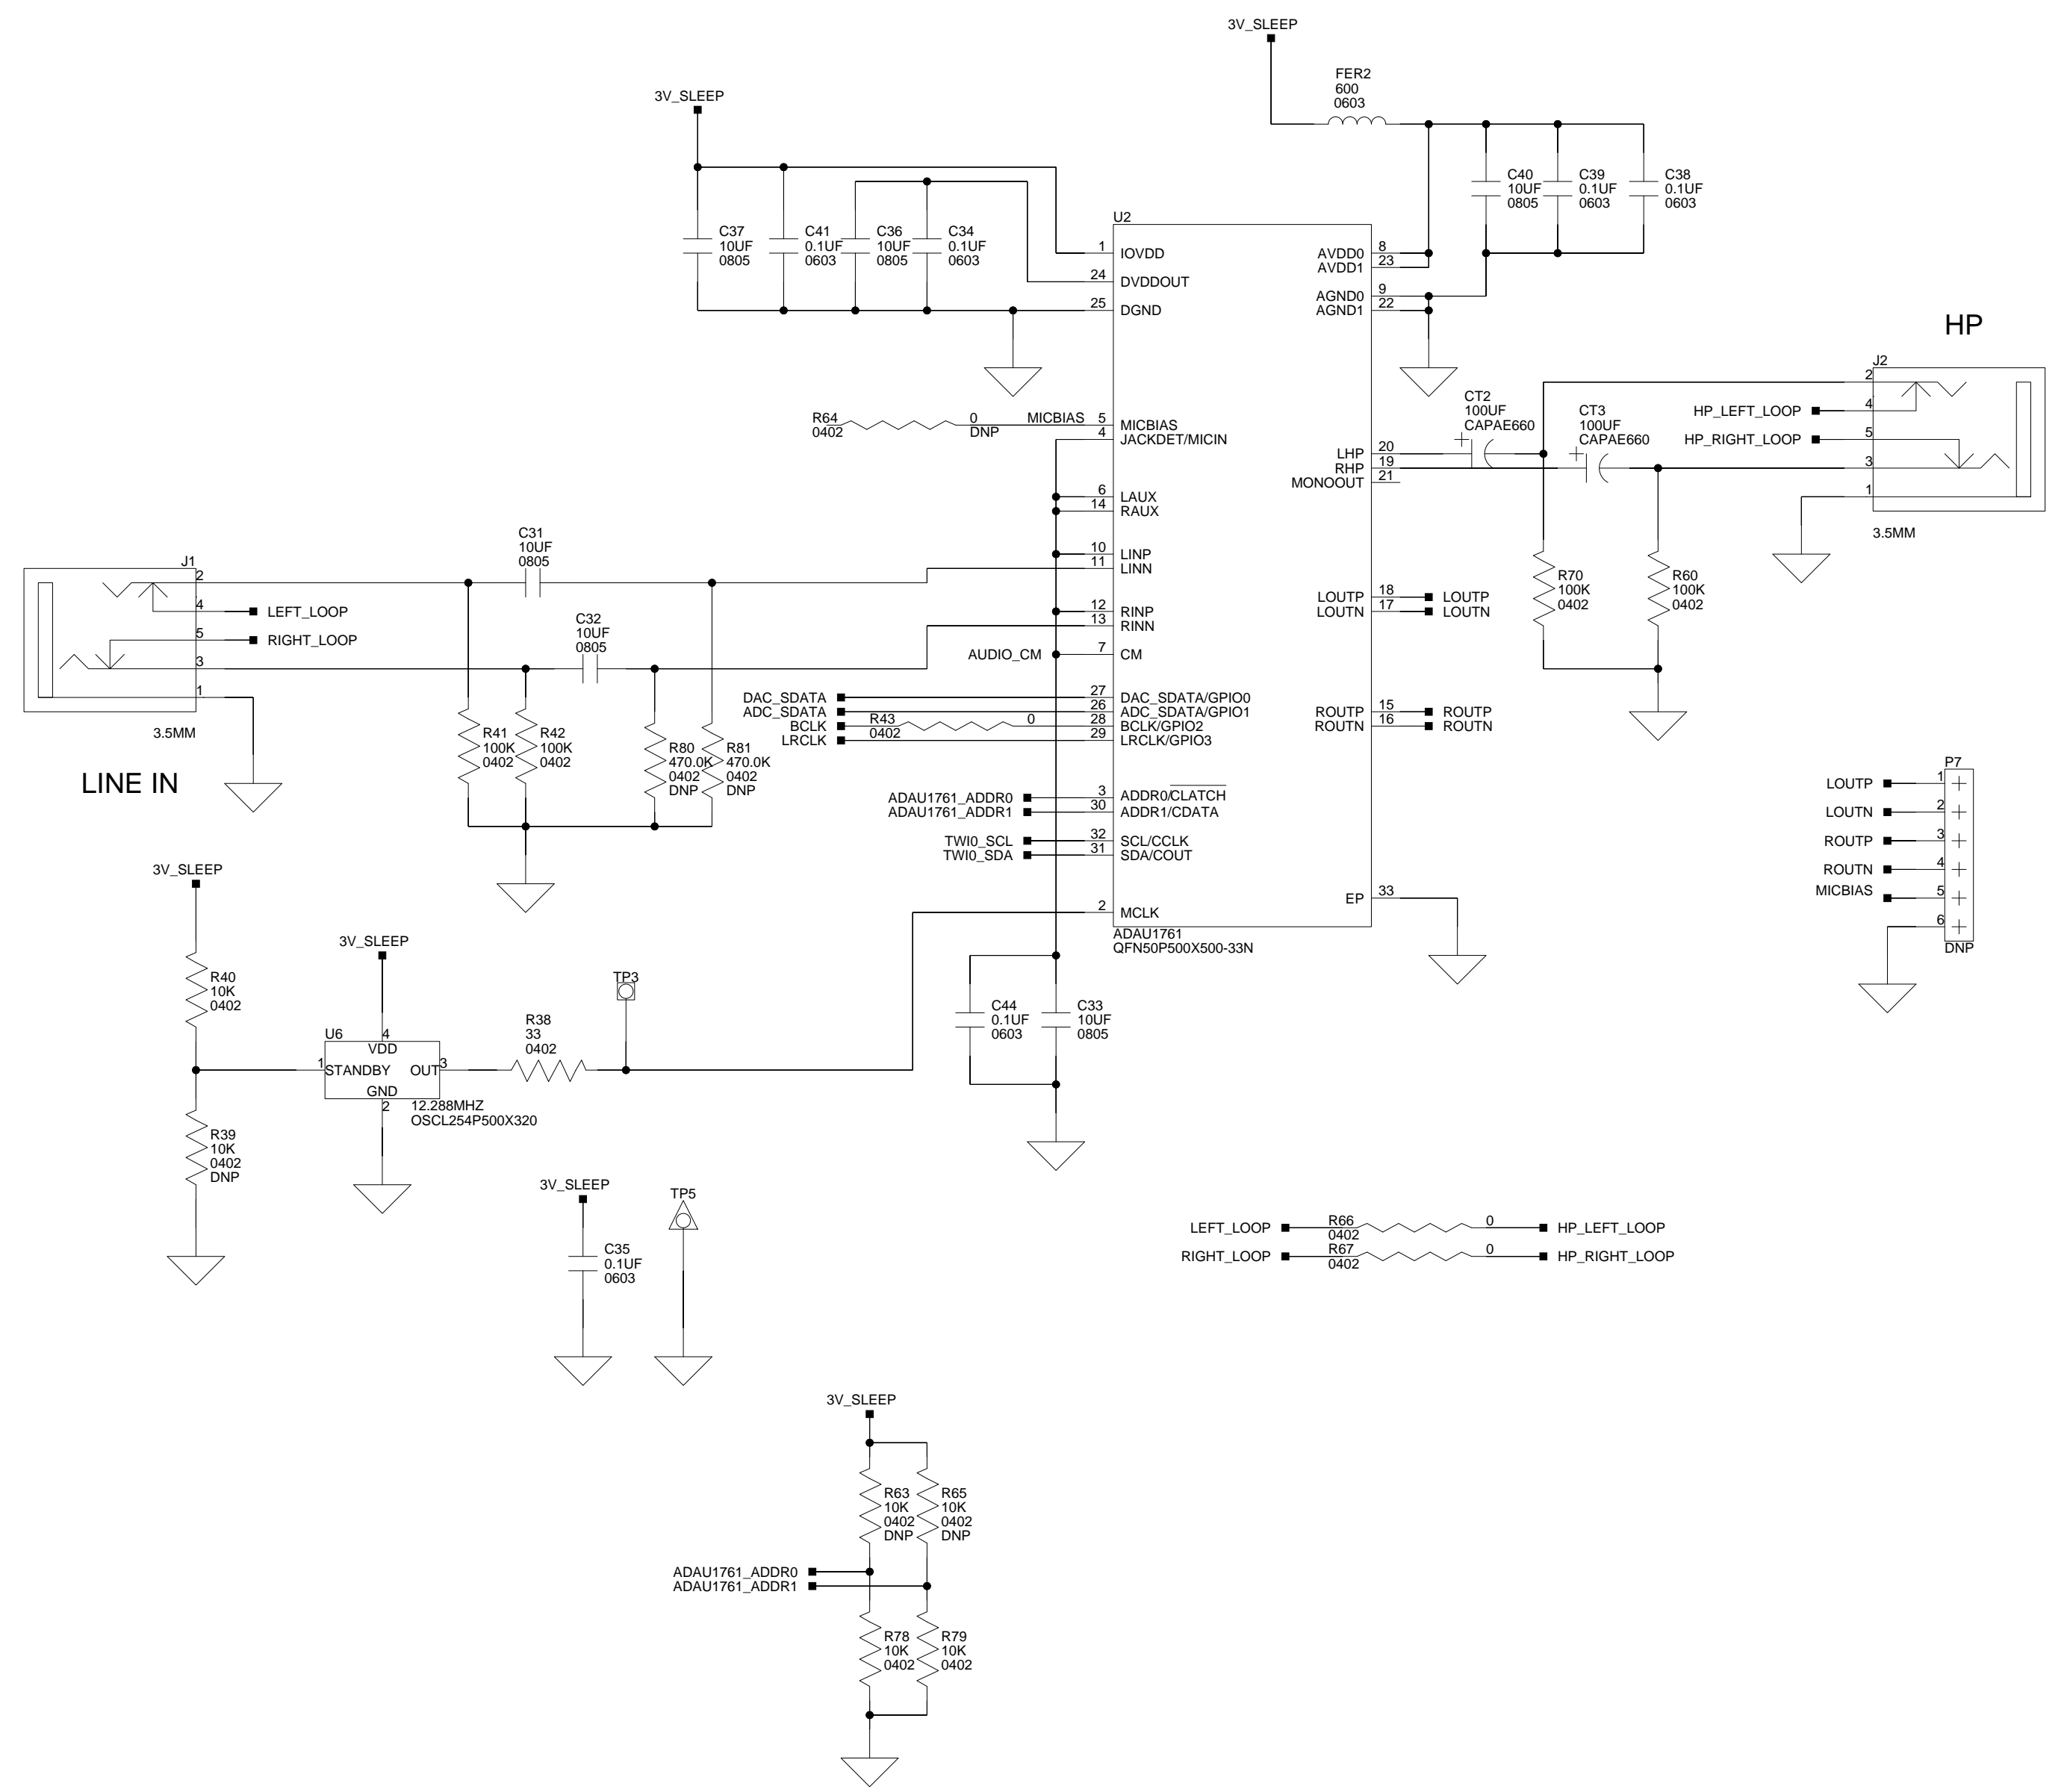 3V_SLEEP
FER2
600
0603
3V_SLEEP
C40
10UF
0805
C39
0.1UF
0603
C38
0.1UF
0603
C37
10UF
0805
C41
0.1UF
0603
C36
10UF
0805
C34
0.1UF
0603
U2
1 IOVDD
24 DVDDOUT
25 DGND
AVDD0 8
AVDD1 23
AGND0 9
AGND1 22
R64
0402
0
DNP
MICBIAS
5 MICBIAS
4 JACKDET/MICIN
6 LAUX
14 RAUX
10 LINP
11 LINN
12 RINP
13 RINN
AUDIO_CM
7 CM
DAC_SDATA
27 DAC_SDATA/GPIO0
ADC_SDATA
26 ADC_SDATA/GPIO1
BCLK
R43
0402
0
28 BCLK/GPIO2
LRCLK
29 LRCLK/GPIO3
ADAU1761_ADDR0
3 ADDR0/CLATCH
ADAU1761_ADDR1
30 ADDR1/CDATA
TWI0_SCL
32 SCL/CCLK
TWI0_SDA
31 SDA/COUT
2 MCLK
ADAU1761
QFN50P500X500-33N
LHP 20
RHP 19
MONOOUT 21
LOUTP 18 LOUTP
LOUTN 17 LOUTN
ROUTP 15 ROUTP
ROUTN 16 ROUTN
EP 33
CT2
100UF
CAPAE660
CT3
100UF
CAPAE660
HP
J2
2
HP_LEFT_LOOP 4
HP_RIGHT_LOOP 5
3
1
3.5MM
R70
100K
0402
R60
100K
0402
J1
2
4 LEFT_LOOP
5 RIGHT_LOOP
3
1
3.5MM
LINE IN
C31
10UF
0805
C32
10UF
0805
R41
100K
0402
R42
100K
0402
R80
470.0K
0402
DNP
R81
470.0K
0402
DNP
P7
LOUTP 1
LOUTN 2
ROUTP 3
ROUTN 4
MICBIAS 5
6
DNP
3V_SLEEP
R40
10K
0402
R39
10K
0402
DNP
3V_SLEEP
U6
4
VDD
1 STANDBY
OUT 3
GND
2
12.288MHZ
OSCL254P500X320
R38
33
0402
TP3
C44
0.1UF
0603
C33
10UF
0805
3V_SLEEP
C35
0.1UF
0603
TP5
LEFT_LOOP
R66
0402
0
HP_LEFT_LOOP
RIGHT_LOOP
R67
0402
0
HP_RIGHT_LOOP
3V_SLEEP
R63
10K
0402
DNP
R65
10K
0402
DNP
ADAU1761_ADDR0
ADAU1761_ADDR1
R78
10K
0402
R79
10K
0402